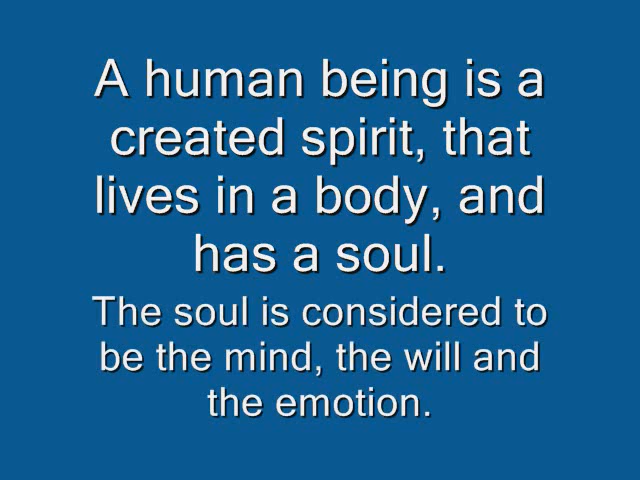 A human being is a
created spirit, that
lives in a body, and
has a soul.
The soul is considered to
be the mind, the will and
the emotion.